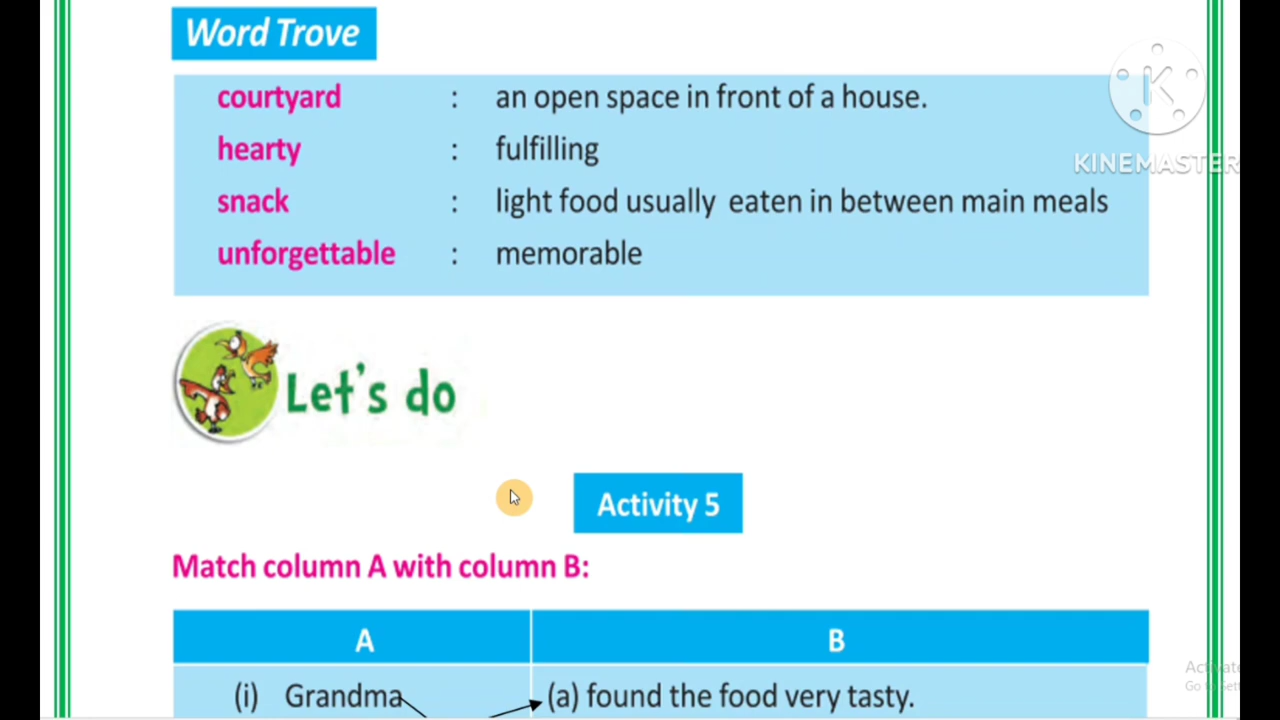 Word Trove
courtyard : an open space in front of a house.
hearty : fulfilling
snack : light food usually eaten in between main meals
unforgettable : memorable
KINEMASTER
Let's do
Activity 5
Match column A with column B:
A B
(i) Grandma (a) found the food very tasty.